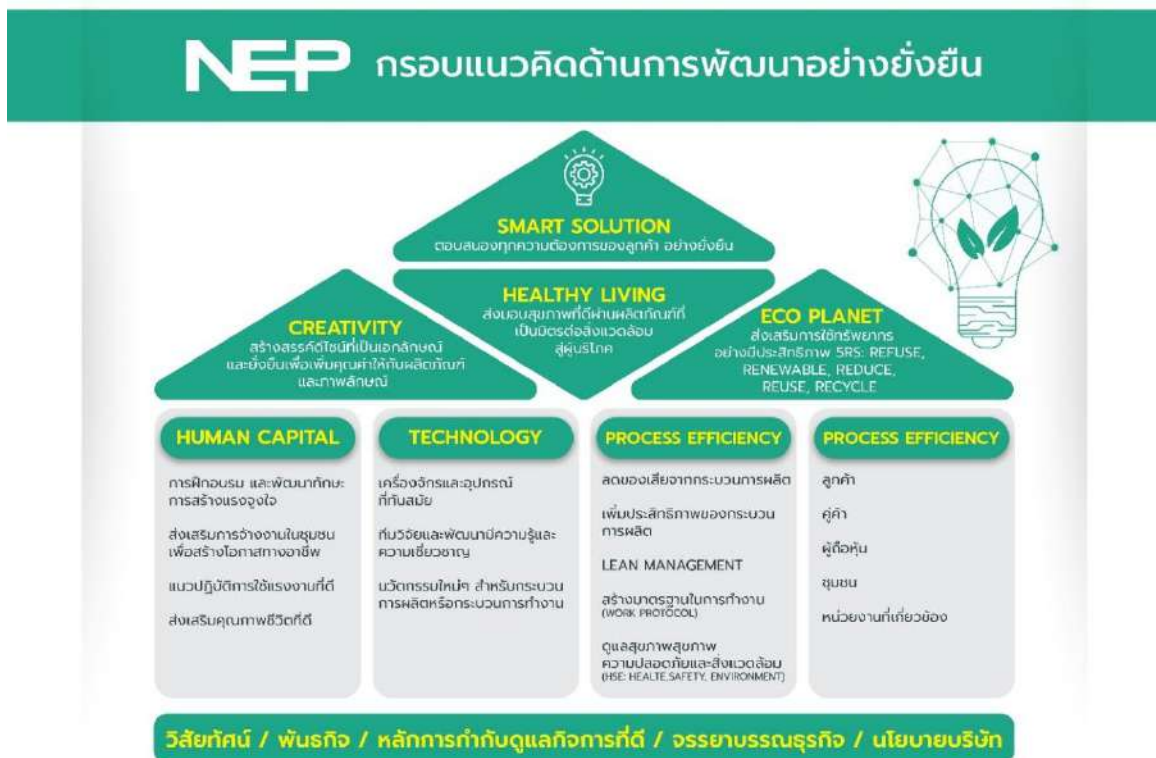 NEP กรอบแนวคิดด้านการพัฒนาอย่างยั่งยืน
SMART SOLUTION
ตอบสนองทุกความต้องการของลูกค้า อย่างยั่งยืน
HEALTHY LIVING
ส่งมอบสุขภาพที่ดีผ่านผลิตภัณฑ์ที่
เป็นมิตรต่อสิ่งแวดล้อม
สู่ผู้บริโภค
CREATIVITY
สร้างสรรค์ดีไซน์ที่เป็นเอกลักษณ์
และยั่งยืนเพื่อเพิ่มคุณค่าให้กับผลิตภัณฑ์
และภาพลักษณ์
ECO PLANET
ส่งเสริมการใช้ทรัพยากร
อย่างมีประสิทธิภาพ 5RS: REFUSE,
RENEWABLE, REDUCE,
REUSE, RECYCLE
HUMAN CAPITAL
การฝึกอบรม และพัฒนาทักษะ
การสร้างแรงจูงใจ
ส่งเสริมการจ้างงานในชุมชน
เพื่อสร้างโอกาสทางอาชีพ
แนวปฏิบัติการใช้แรงงานที่ดี
ส่งเสริมคุณภาพชีวิตที่ดี
TECHNOLOGY
เครื่องจักรและอุปกรณ์
ที่ทันสมัย
ทีมวิจัยและพัฒนามีความรู้และ
ความเชี่ยวชาญ
นวัตกรรมใหม่ๆ สำหรับกระบวน
การผลิตหรือกระบวนการทำงาน
PROCESS EFFICIENCY
ลดของเสียจากกระบวนการผลิต
เพิ่มประสิทธิภาพของกระบวน
การผลิต
LEAN MANAGEMENT
สร้างมาตรฐานในการทำงาน
(WORK PROTOCOL)
ดูแลสุขภาพสุขภาพ
ความปลอดภัยและสิ่งแวดล้อม
(HSE: HEALTE,SAFETY, ENVIRONMENT)
PROCESS EFFICIENCY
ลูกค้า
คู่ค้า
ผู้ถือหุ้น
ชุมชน
หน่วยงานที่เกี่ยวข้อง
วิสัยทัศน์ / พันธกิจ / หลักการกำกับดูแลกิจการที่ดี / จรรยาบรรณธุรกิจ / นโยบายบริษัท